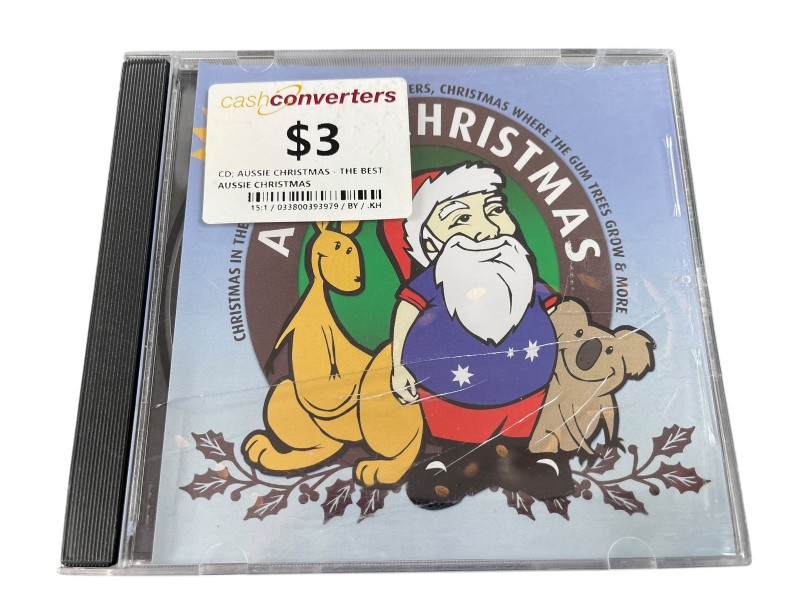 cashconverters
$3
CD; AUSSIE CHRISTMAS - THE BEST
AUSSIE CHRISTMAS
15:1 / 033800393979 / BY / .KH
CHRISTMAS IN THE
ERS, CHRISTMAS WHERE THE GUM TREES GROW & MORE
A
CHRISTMAS